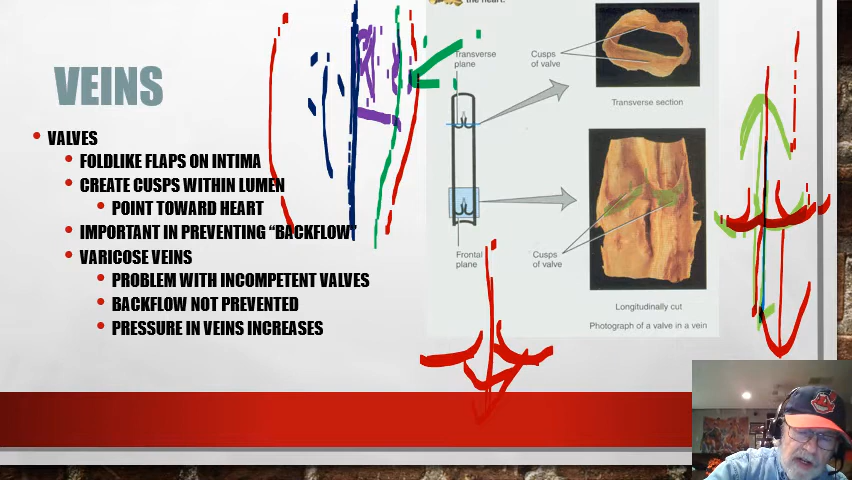 the heart.
VEINS
VALVES
FOLDLIKE FLAPS ON INTIMA
CREATE CUSPS WITHIN LUMEN
POINT TOWARD HEART
IMPORTANT IN PREVENTING “BACKFLOW”
VARICOSE VEINS
PROBLEM WITH INCOMPETENT VALVES
BACKFLOW NOT PREVENTED
PRESSURE IN VEINS INCREASES
Transverse
plane
Cusps
of valve
Transverse section
Frontal
plane
Cusps
of valve
Longitudinally cut
Photograph of a valve in a vein